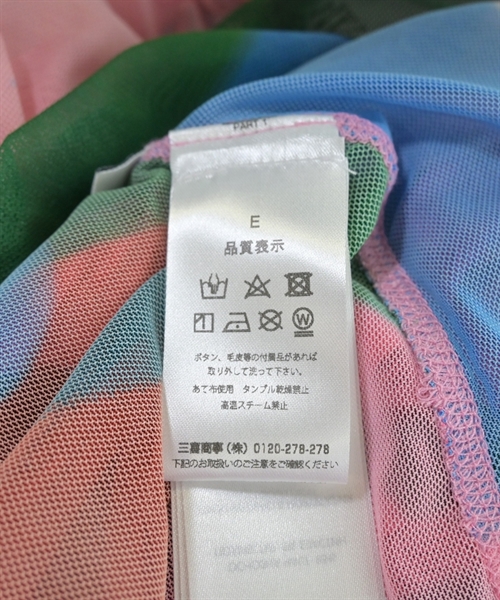 PART 1
E
品質表示
W
ボタン、毛皮等の付属品があれば
取り外して洗って下さい。
あて布使用 タンブル乾燥禁止
高温スチーム禁止
三喜商事（株） 0120-278-278
下記のお取扱いのご注意をご確認ください